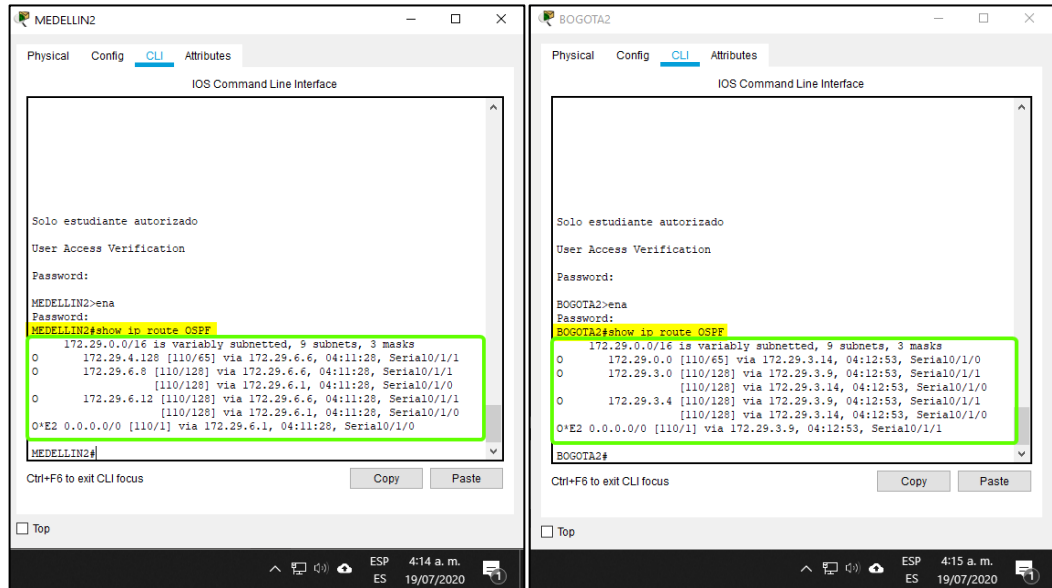 MEDELLIN2
Physical Config CLI Attributes
IOS Command Line Interface
Solo estudiante autorizado
User Access Verification
Password:
MEDELLIN2>ena
Password:
MEDELLIN2#show ip route OSPF
172.29.0.0/16 is variably subnetted, 9 subnets, 3 masks
O 172.29.4.128 [110/65] via 172.29.6.6, 04:11:28, Serial0/1/1
O 172.29.6.8 [110/128] via 172.29.6.6, 04:11:28, Serial0/1/1
[110/128] via 172.29.6.1, 04:11:28, Serial0/1/0
O 172.29.6.12 [110/128] via 172.29.6.6, 04:11:28, Serial0/1/1
[110/128] via 172.29.6.1, 04:11:28, Serial0/1/0
O*E2 0.0.0.0/0 [110/1] via 172.29.6.1, 04:11:28, Serial0/1/0
MEDELLIN2#
Ctrl+F6 to exit CLI focus
Copy Paste
Top
ESP 4:14 a. m.
ES 19/07/2020
1
BOGOTA2
Physical Config CLI Attributes
IOS Command Line Interface
Solo estudiante autorizado
User Access Verification
Password:
BOGOTA2>ena
Password:
BOGOTA2#show ip route OSPF
172.29.0.0/16 is variably subnetted, 9 subnets, 3 masks
O 172.29.0.0 [110/65] via 172.29.3.14, 04:12:53, Serial0/1/0
O 172.29.3.0 [110/128] via 172.29.3.9, 04:12:53, Serial0/1/1
[110/128] via 172.29.3.14, 04:12:53, Serial0/1/0
O 172.29.3.4 [110/128] via 172.29.3.9, 04:12:53, Serial0/1/1
[110/128] via 172.29.3.14, 04:12:53, Serial0/1/0
O*E2 0.0.0.0/0 [110/1] via 172.29.3.9, 04:12:53, Serial0/1/1
BOGOTA2#
Ctrl+F6 to exit CLI focus
Copy Paste
Top
ESP 4:15 a. m.
ES 19/07/2020
1